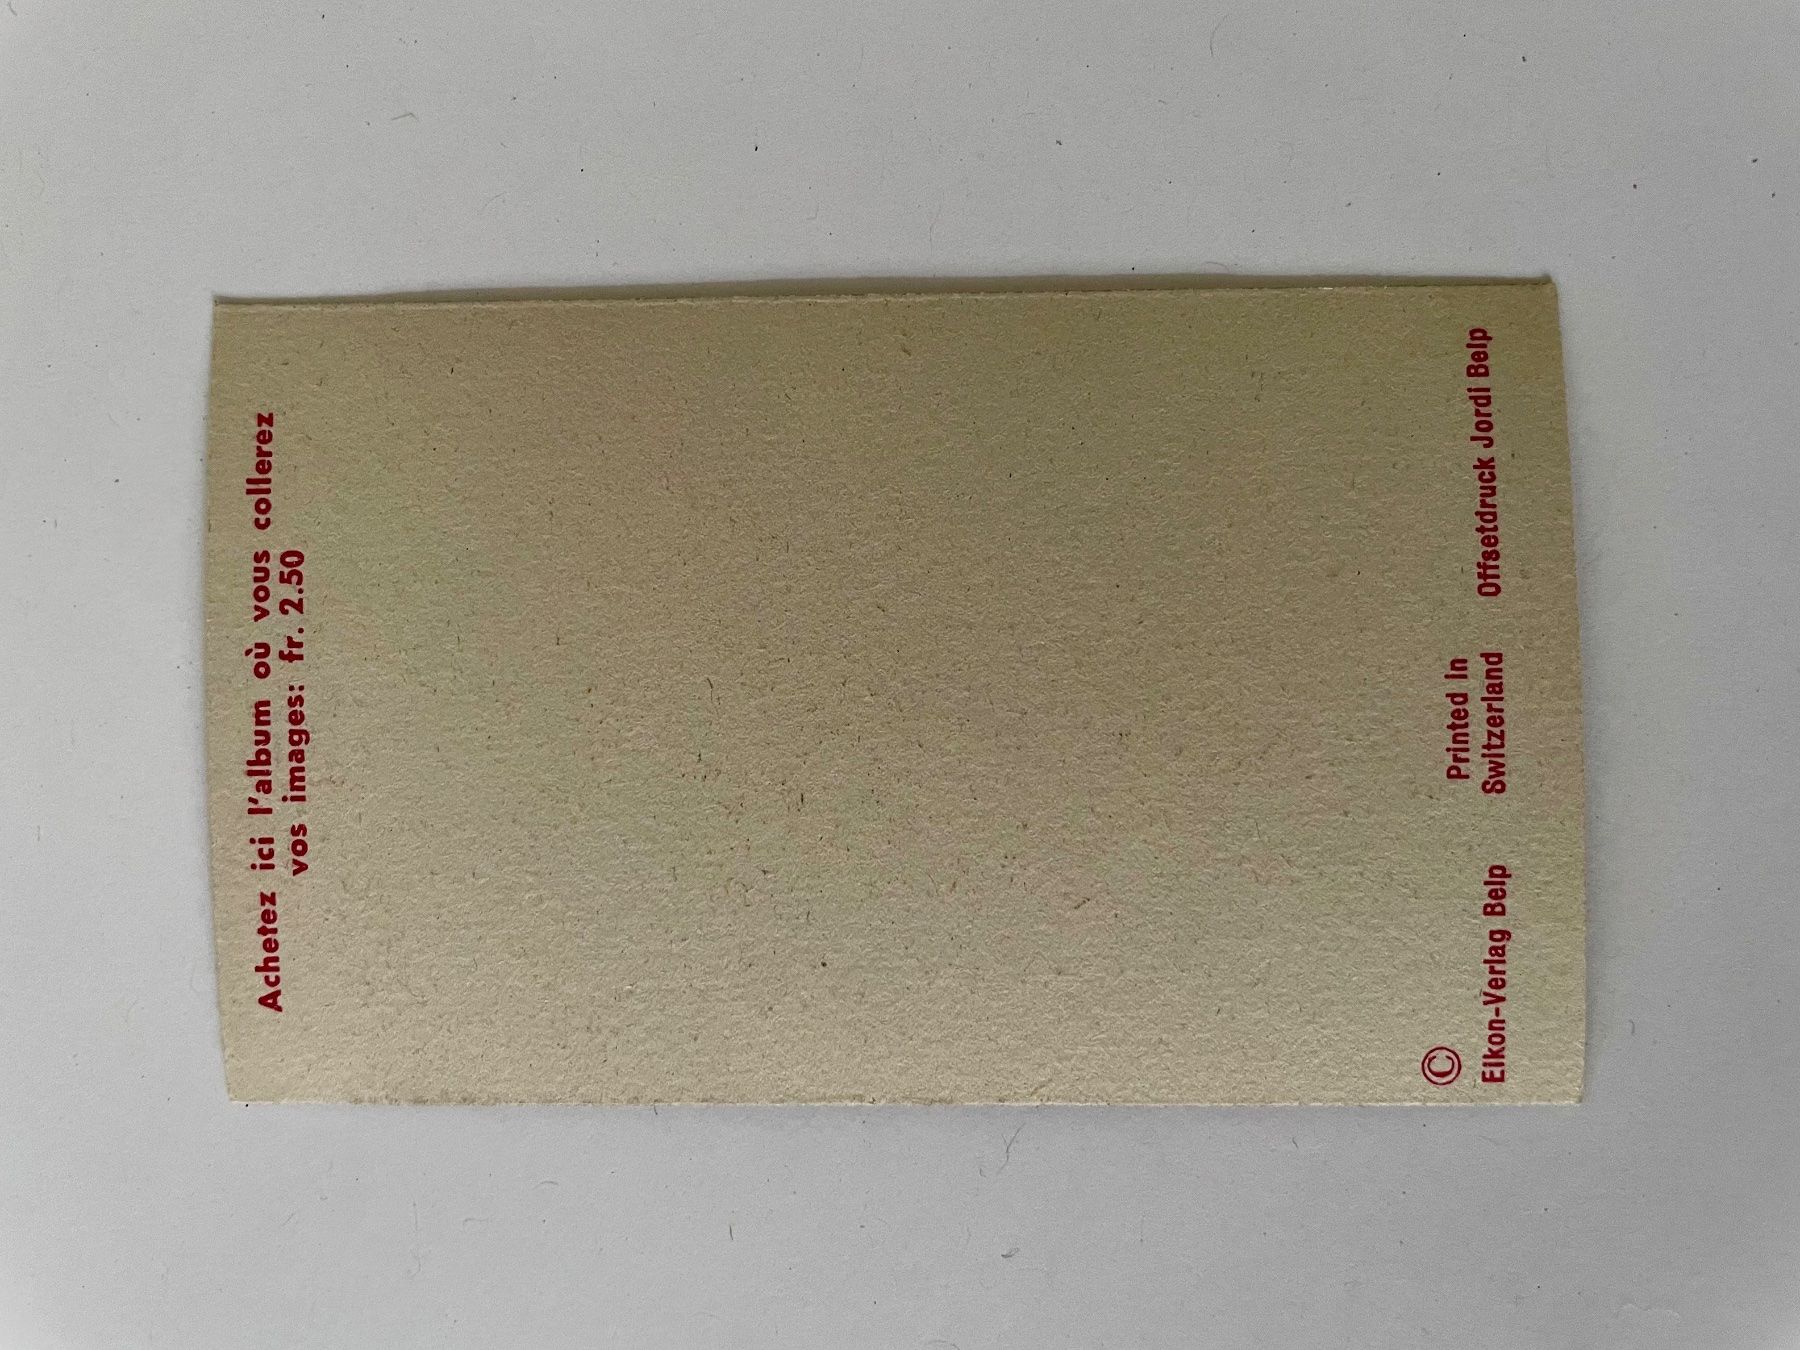 Achetez ici l'album où vous collerez
vos images: fr. 2.50
©
Eikon-Verlag Belp
Printed in
Switzerland
Offsetdruck Jordi Belp